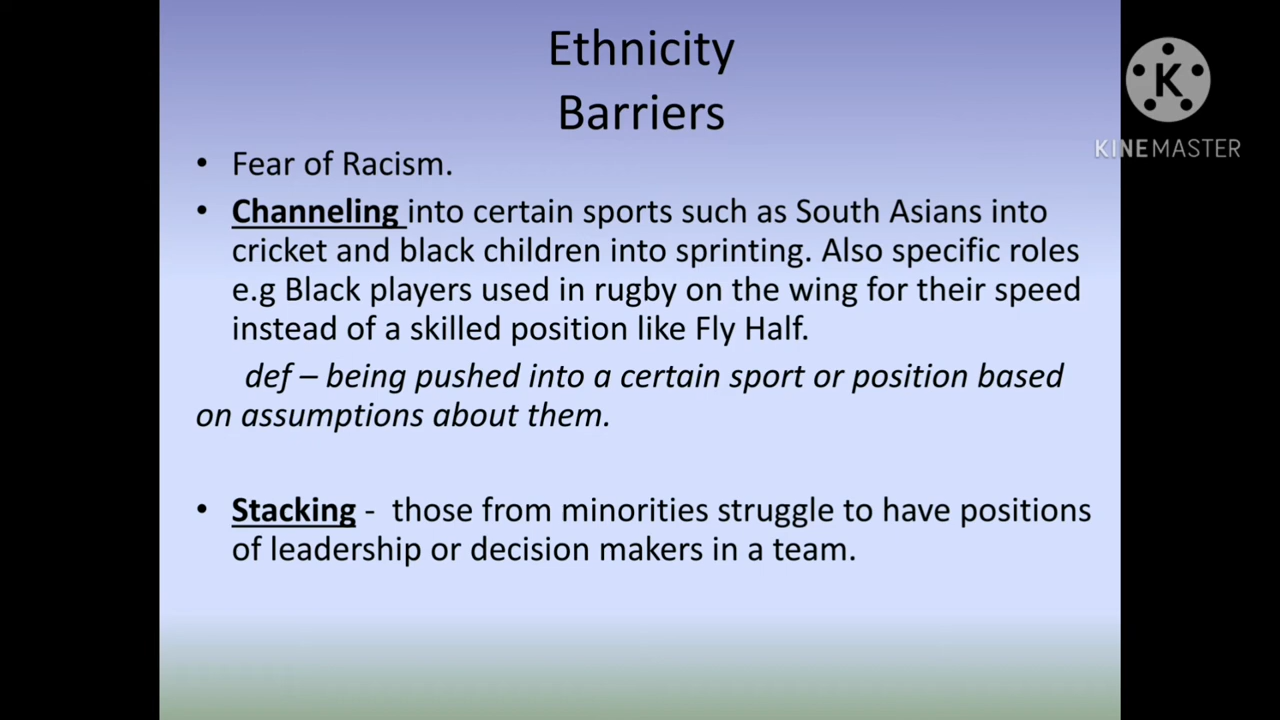 Ethnicity
Barriers
• Fear of Racism.
• Channeling into certain sports such as South Asians into
cricket and black children into sprinting. Also specific roles
e.g Black players used in rugby on the wing for their speed
instead of a skilled position like Fly Half.
def – being pushed into a certain sport or position based
on assumptions about them.
• Stacking - those from minorities struggle to have positions
of leadership or decision makers in a team.
K
KINEMASTER